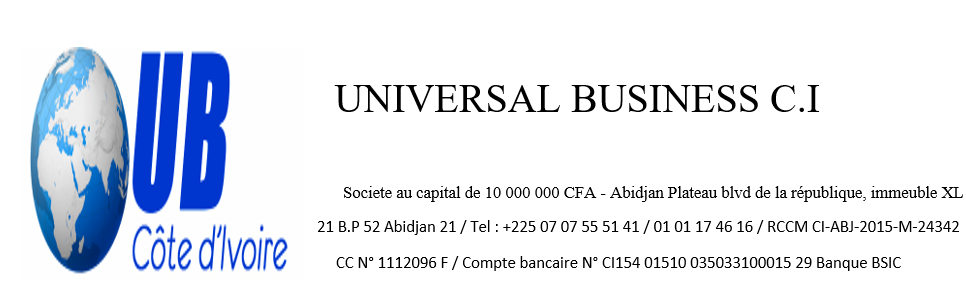 UB
Côte d'Ivoire
UNIVERSAL BUSINESS C.I
Societe au capital de 10 000 000 CFA - Abidjan Plateau blvd de la république, immeuble XL
21 B.P 52 Abidjan 21 / Tel : +225 07 07 55 51 41 / 01 01 17 46 16 / RCCM CI-ABJ-2015-M-24342
CC N° 1112096 F / Compte bancaire N° CI154 01510 035033100015 29 Banque BSIC